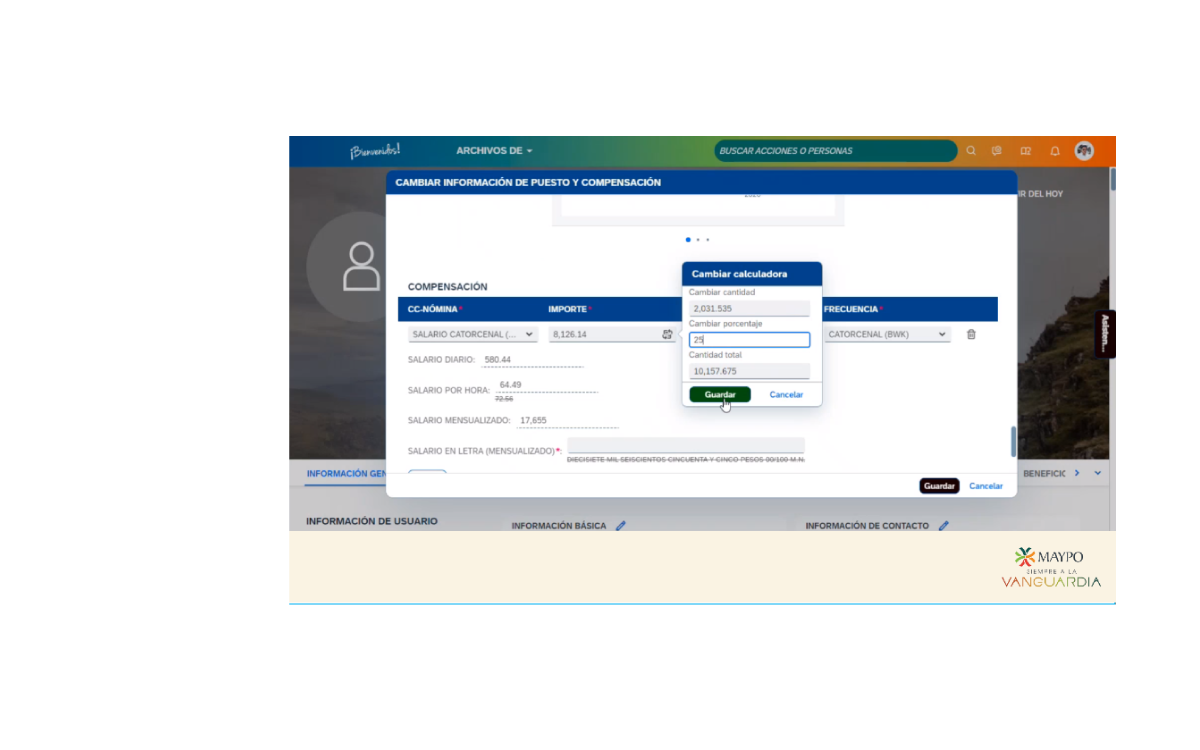 ¡Bienvenidos!
ARCHIVOS DE
BUSCAR ACCIONES O PERSONAS
CAMBIAR INFORMACIÓN DE PUESTO Y COMPENSACIÓN
R DEL HOY
Cambiar calculadora
Cambiar cantidad
COMPENSACIÓN
2,031.535
CC-NÓMINA*
IMPORTE*
FRECUENCIA*
Cambiar porcentaje
SALARIO CATORCENAL (...
8,126.14
25
CATORCENAL (BWK)
Asisten...
Cantidad total
SALARIO DIARIO: 580.44
10,157.675
SALARIO POR HORA: 64.49
72.56
Guardar
Cancelar
SALARIO MENSUALIZADO: 17,655
SALARIO EN LETRA (MENSUALIZADO)*:
DIECISIETE MIL SEISCIENTOS CINCUENTA Y CINCO PESOS 00/100 M.N.
INFORMACIÓN GEN
BENEFICIC
Guardar
Cancelar
INFORMACIÓN DE USUARIO
INFORMACIÓN BÁSICA
INFORMACIÓN DE CONTACTO
MAYPO
SIEMPRE A LA
VANGUARDIA